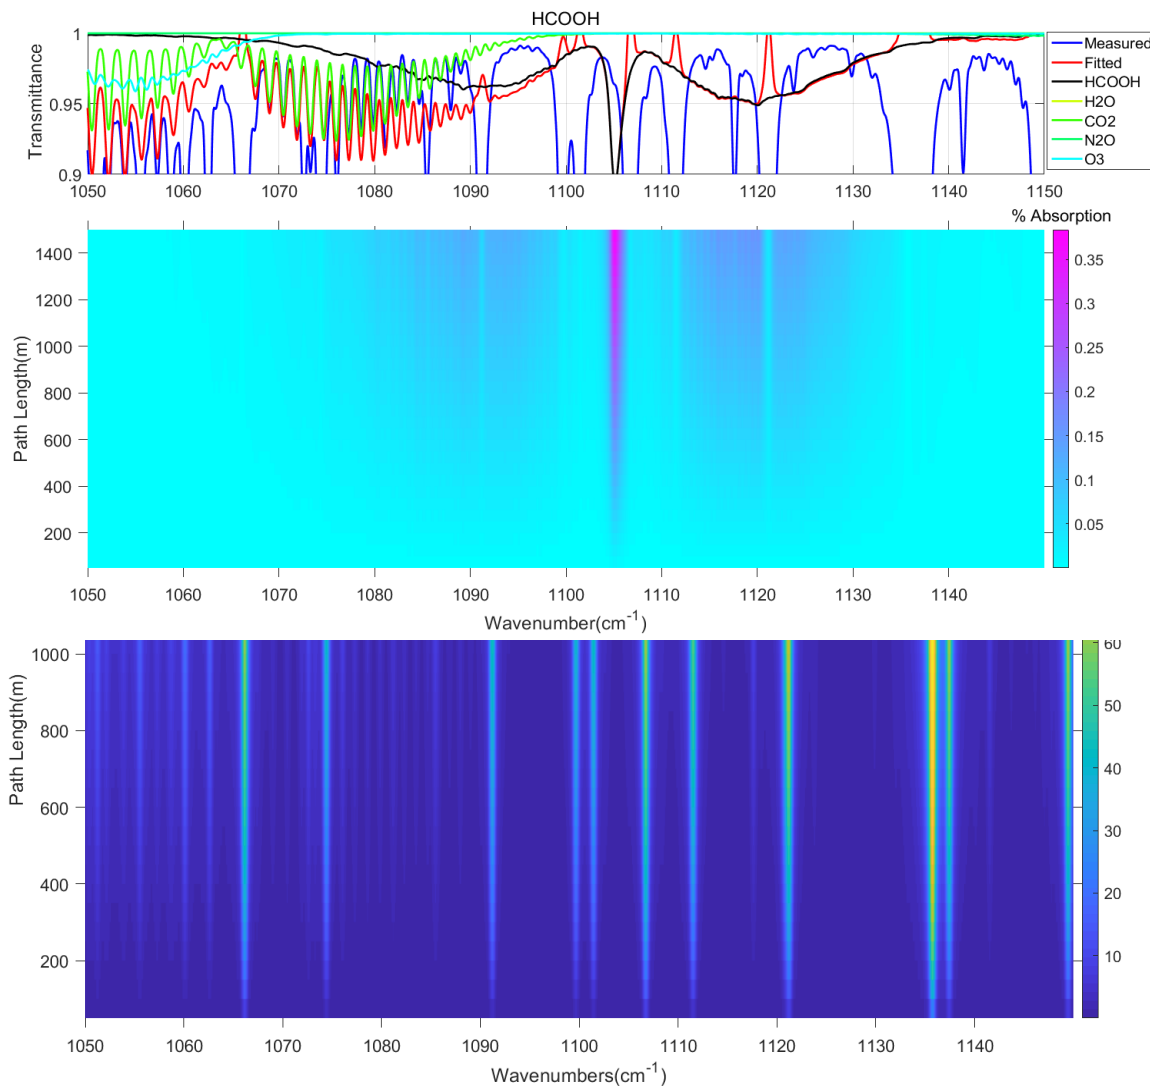 HCOOH
Transmittance
1
0.95
0.9
1050 1060 1070 1080 1090 1100 1110 1120 1130 1140 1150
Measured
Fitted
HCOOH
H2O
CO2
N2O
O3
% Absorption
Path Length(m)
1400
1200
1000
800
600
400
200
0.35
0.3
0.25
0.2
0.15
0.1
0.05
1050 1060 1070 1080 1090 1100 1110 1120 1130 1140
Wavenumber(cm⁻¹)
Path Length(m)
1000
800
600
400
200
60
50
40
30
20
10
1050 1060 1070 1080 1090 1100 1110 1120 1130 1140
Wavenumbers(cm⁻¹)